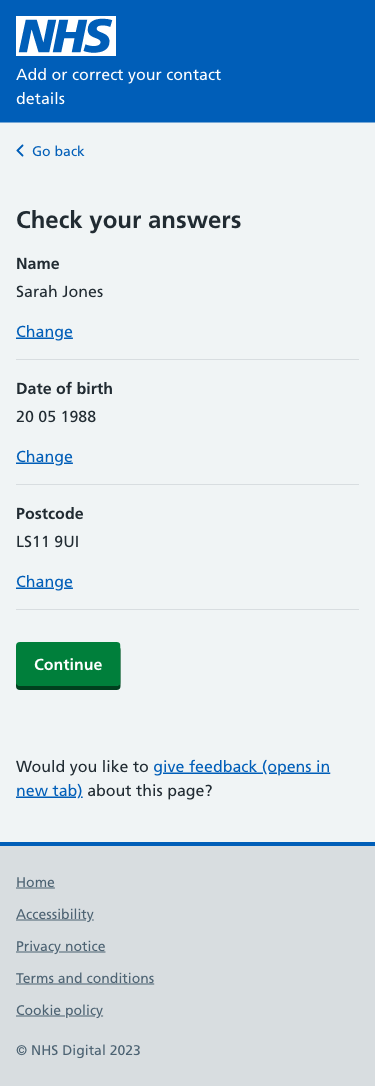 NHS
Add or correct your contact
details
Go back
Check your answers
Name
Sarah Jones
Change
Date of birth
20 05 1988
Change
Postcode
LS11 9UI
Change
Continue
Would you like to give feedback (opens in
new tab) about this page?
Home
Accessibility
Privacy notice
Terms and conditions
Cookie policy
© NHS Digital 2023